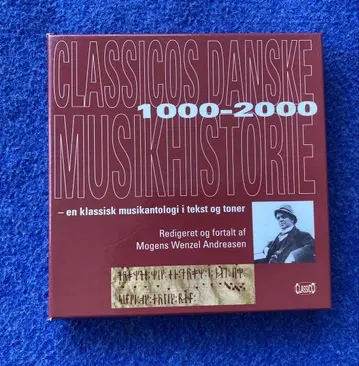 CLASSICOS DANSKE
1000-2000
MUSIKHISTORIE
– en klassisk musikantologi i tekst og toner
Redigeret og fortalt af
Mogens Wenzel Andreasen
CLASSICO